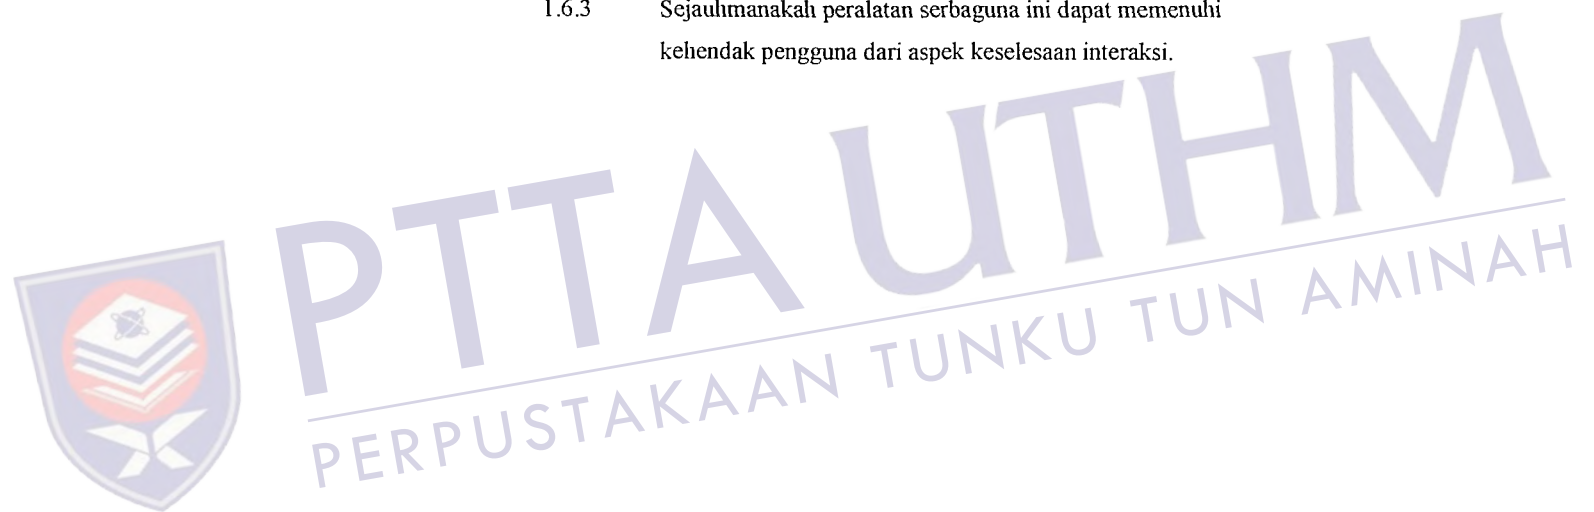 1.6.3 Sejauhmanakah peralatan serbaguna ini dapat memenuhi
kehendak pengguna dari aspek keselesaan interaksi.
PTTA UTHM
PERPUSTAKAAN TUNKU TUN AMINAH